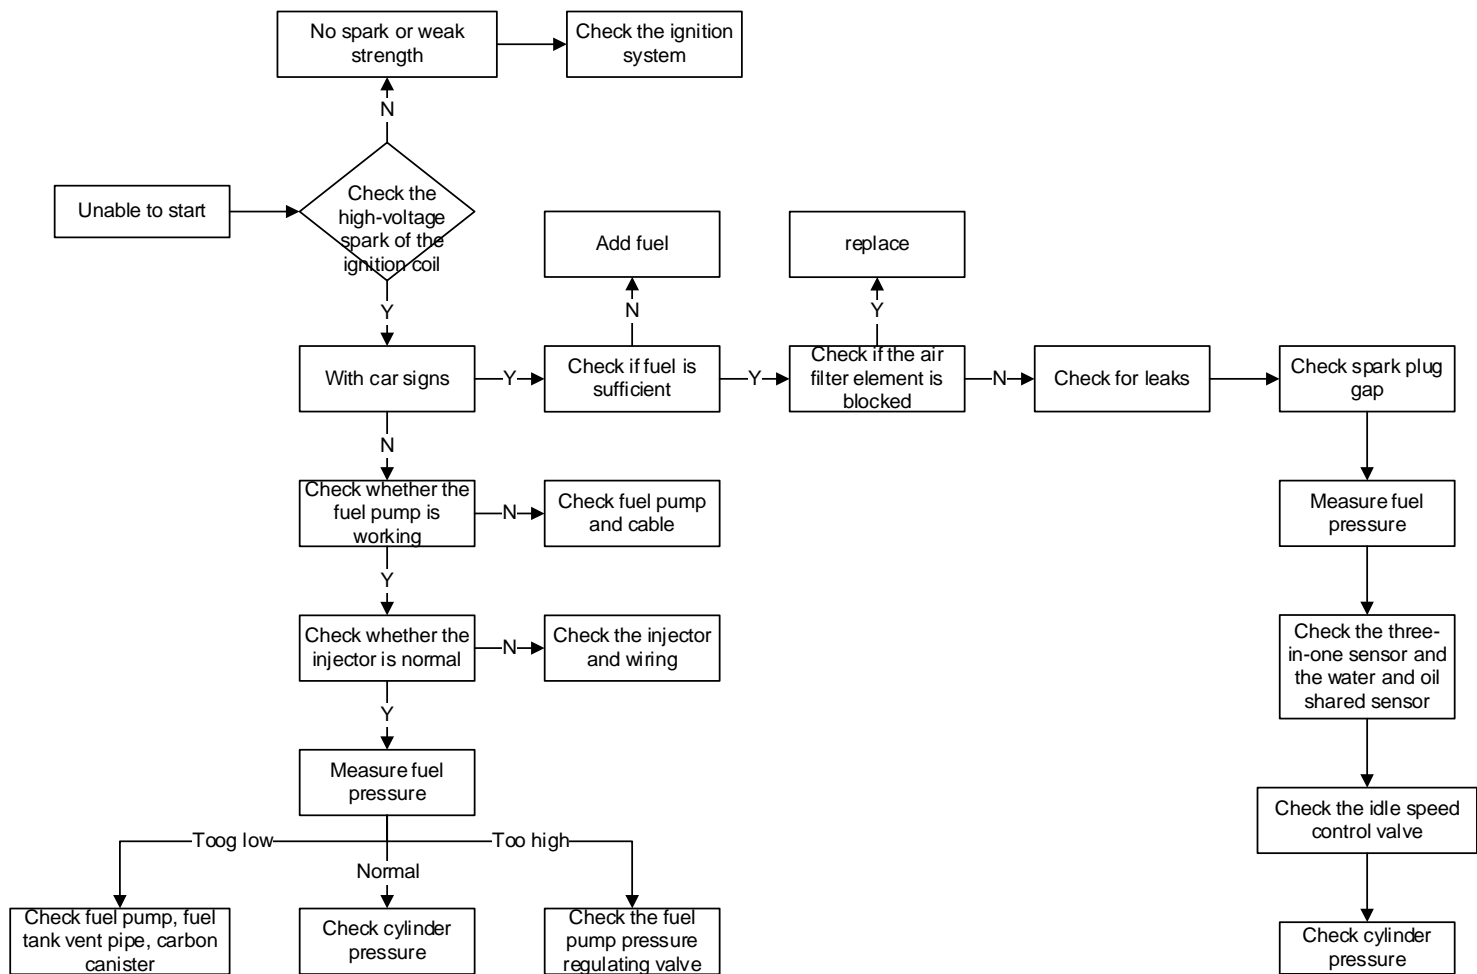 No spark or weak
strength
Check the ignition
system
N
Unable to start
Check the
high-voltage
spark of the
ignition coil
Add fuel
replace
Y
N
Y
With car signs
Y
Check if fuel is
sufficient
Y
Check if the air
filter element is
blocked
N
Check for leaks
Check spark plug
gap
N
Check whether the
fuel pump is
working
N
Check fuel pump
and cable
Measure fuel
pressure
Y
Check whether the
injector is normal
N
Check the injector
and wiring
Check the three-
in-one sensor and
the water and oil
shared sensor
Y
Measure fuel
pressure
Check the idle speed
control valve
Toog low
Too high
Normal
Check fuel pump, fuel
tank vent pipe, carbon
canister
Check cylinder
pressure
Check the fuel
pump pressure
regulating valve
Check cylinder
pressure